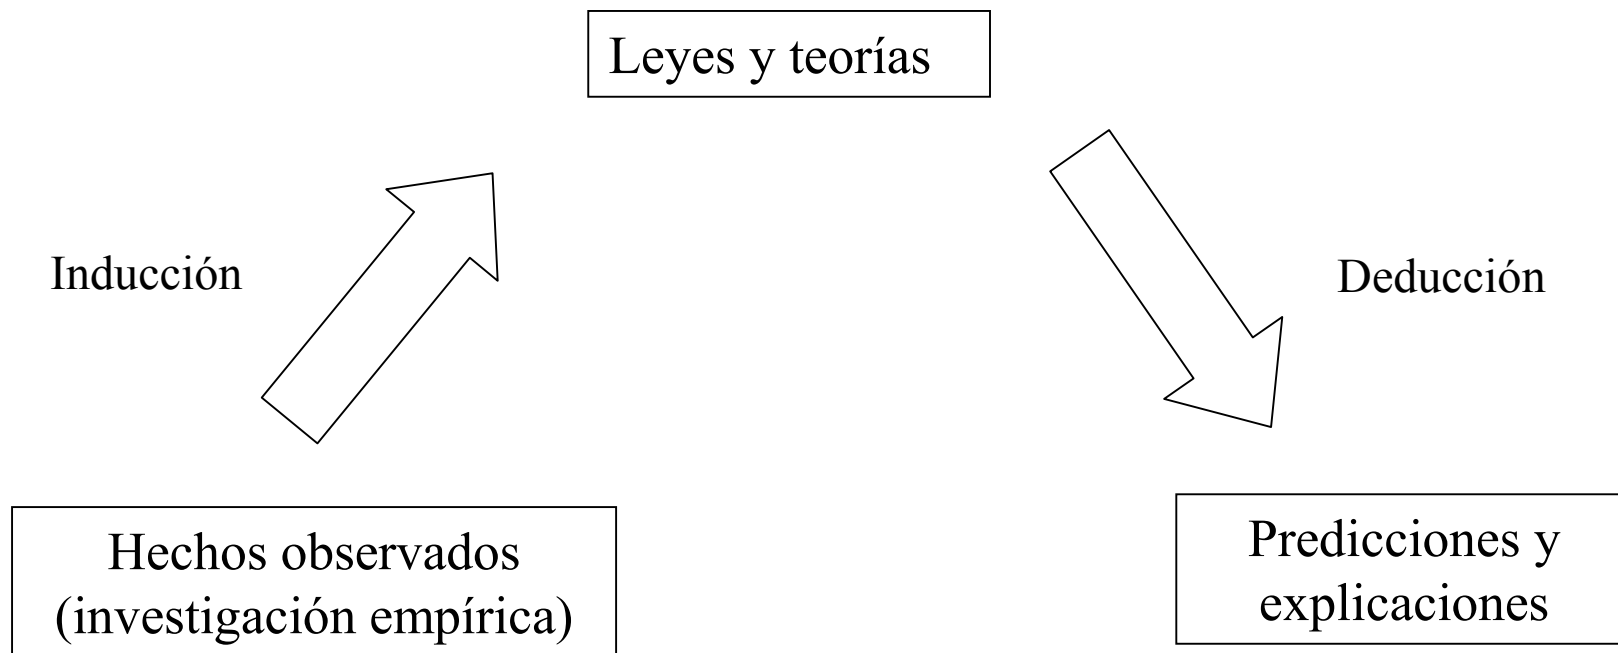 Leyes y teorías
Inducción
Deducción
Hechos observados
(investigación empírica)
Predicciones y
explicaciones